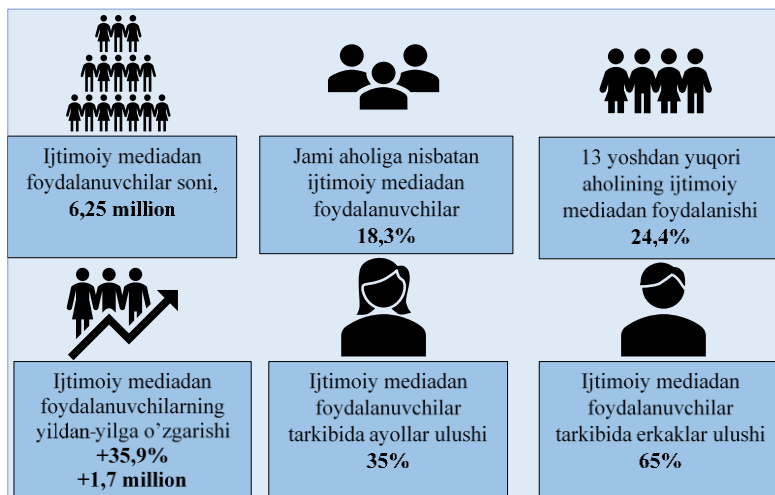 Ijtimoiy mediadan
foydalanuvchilar soni,
6,25 million
Jami aholiga nisbatan
ijtimoiy mediadan
foydalanuvchilar
18,3%
13 yoshdan yuqori
aholining ijtimoiy
mediadan foydalanishi
24,4%
Ijtimoiy mediadan
foydalanuvchilarning
yildan-yilga o’zgarishi
+35,9%
+1,7 million
Ijtimoiy mediadan
foydalanuvchilar
tarkibida ayollar ulushi
35%
Ijtimoiy mediadan
foydalanuvchilar
tarkibida erkaklar ulushi
65%